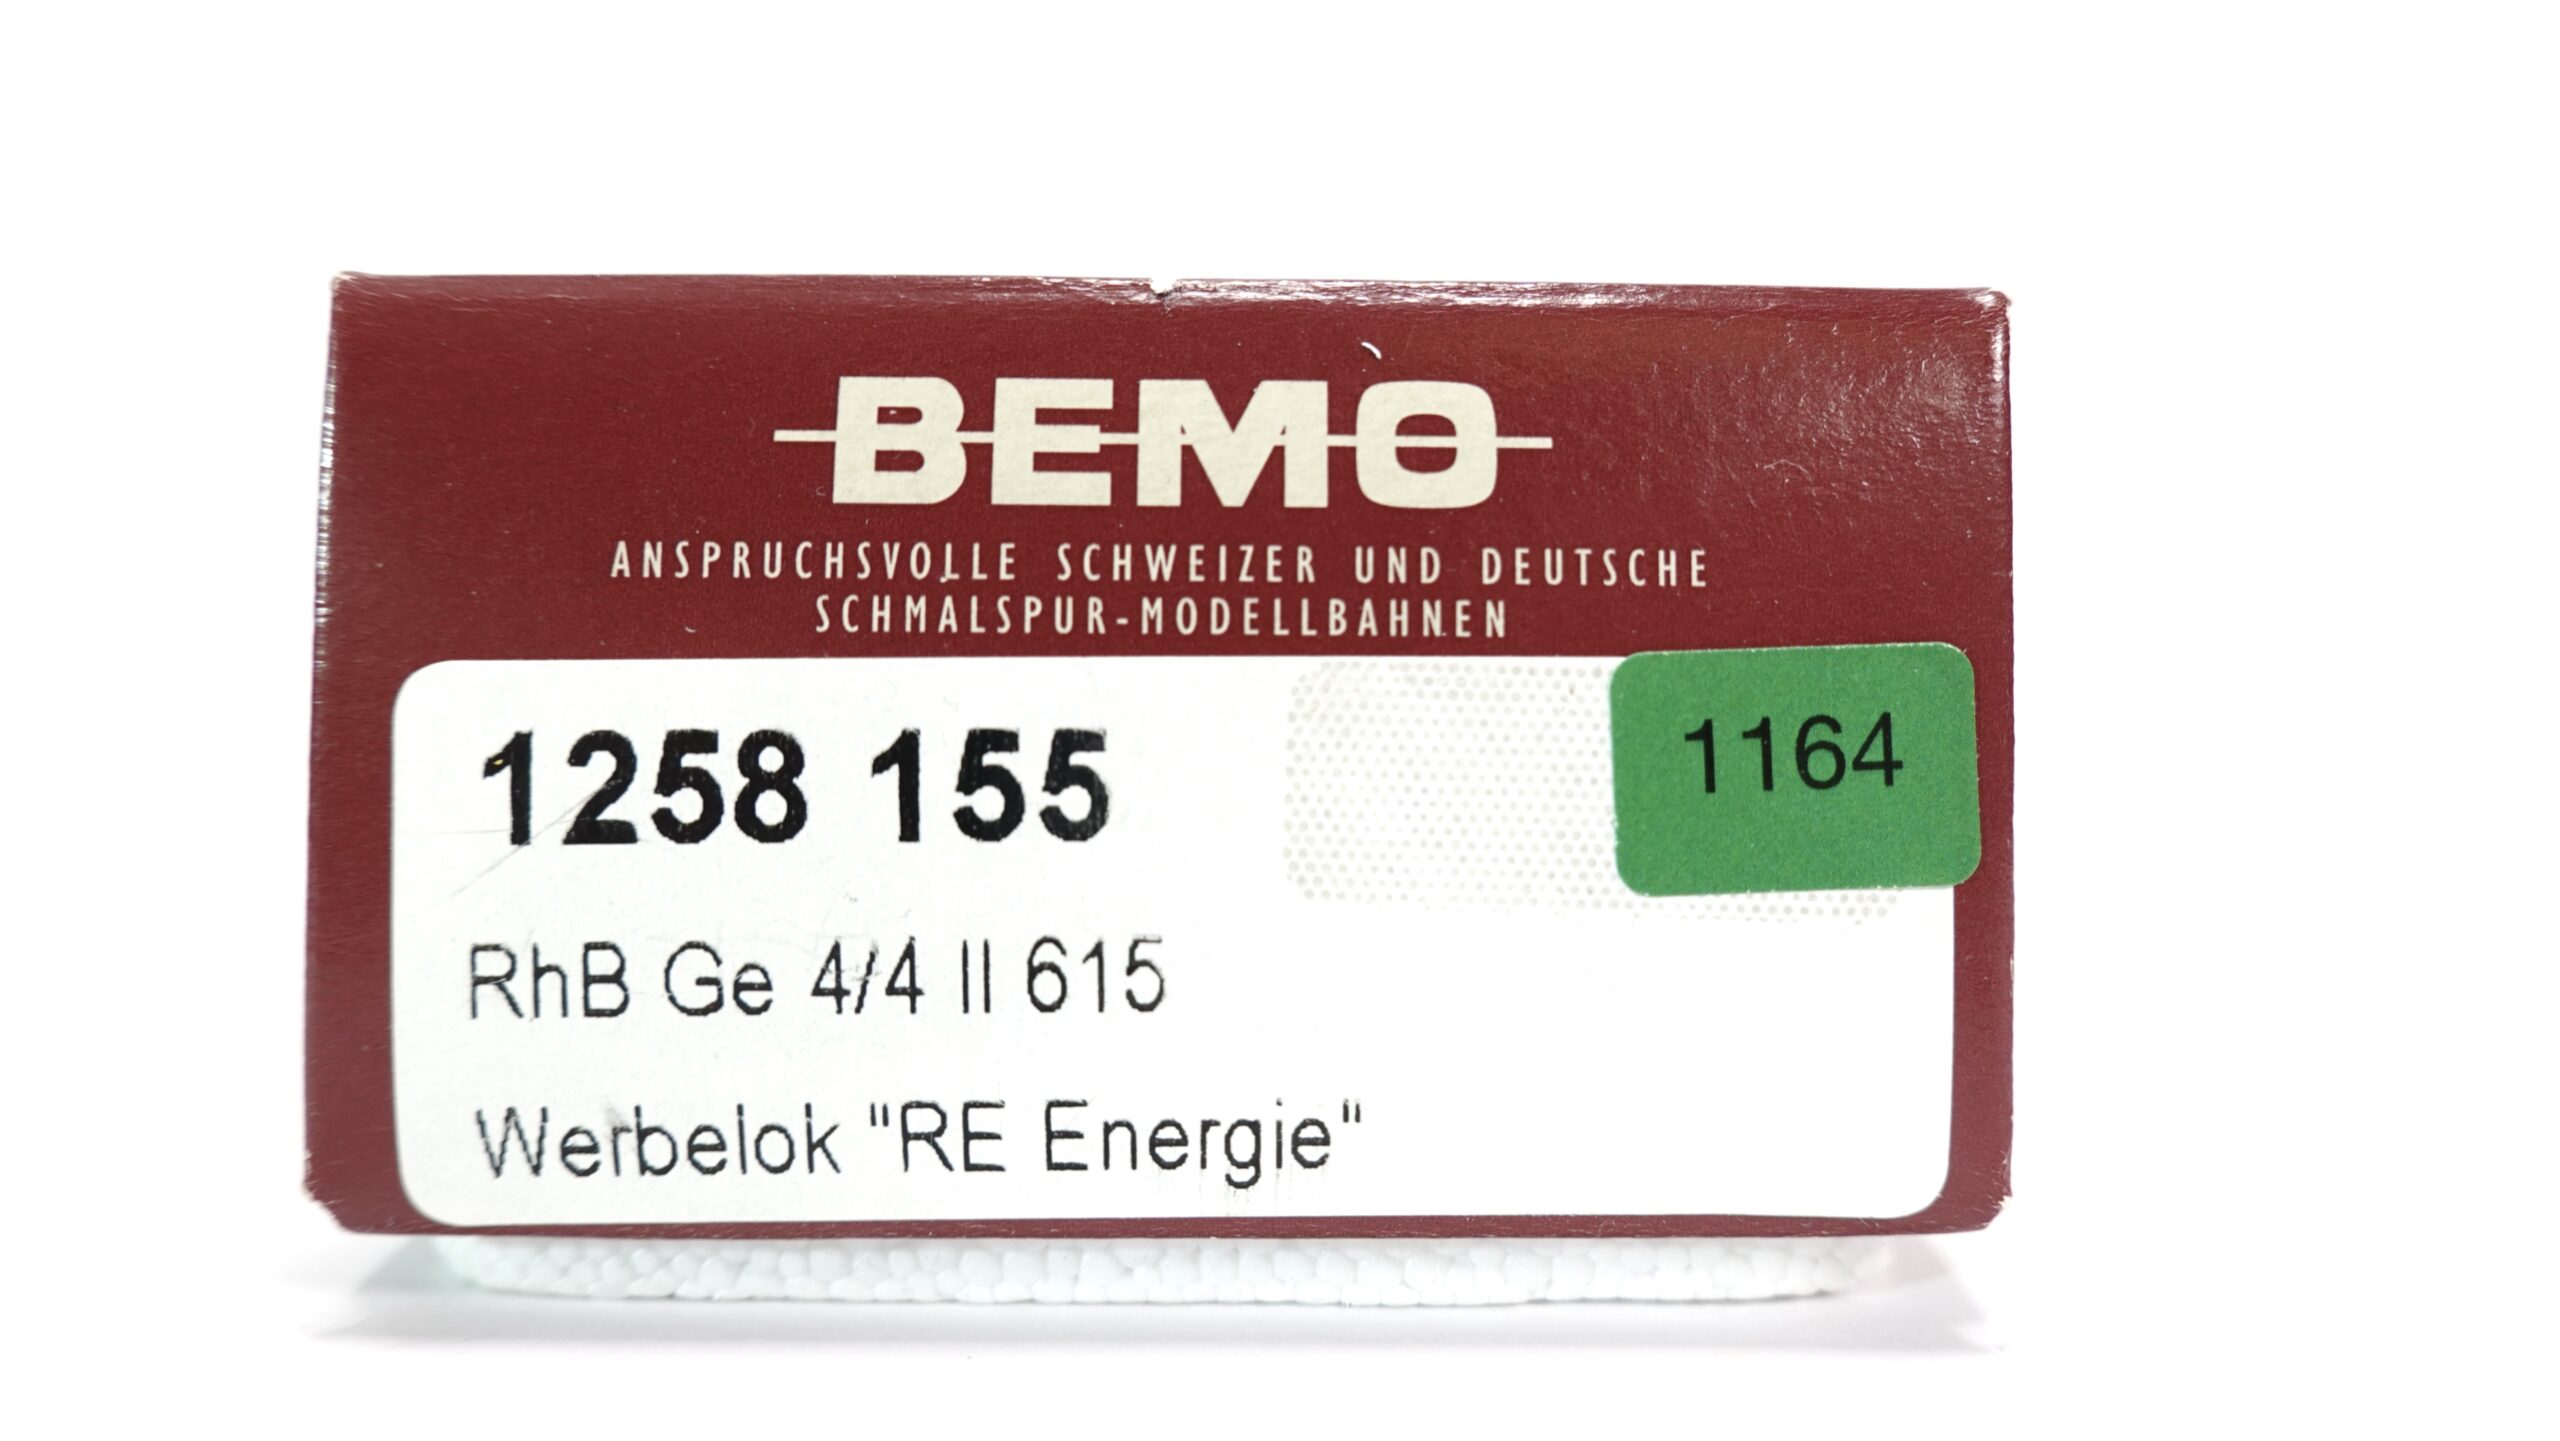 BEMO
ANSPRUCHSVOLLE SCHWEIZER UND DEUTSCHE
SCHMALSPUR-MODELLBAHNEN
1258 155
1164
RhB Ge 4/4 II 615
Werbelok "RE Energie"